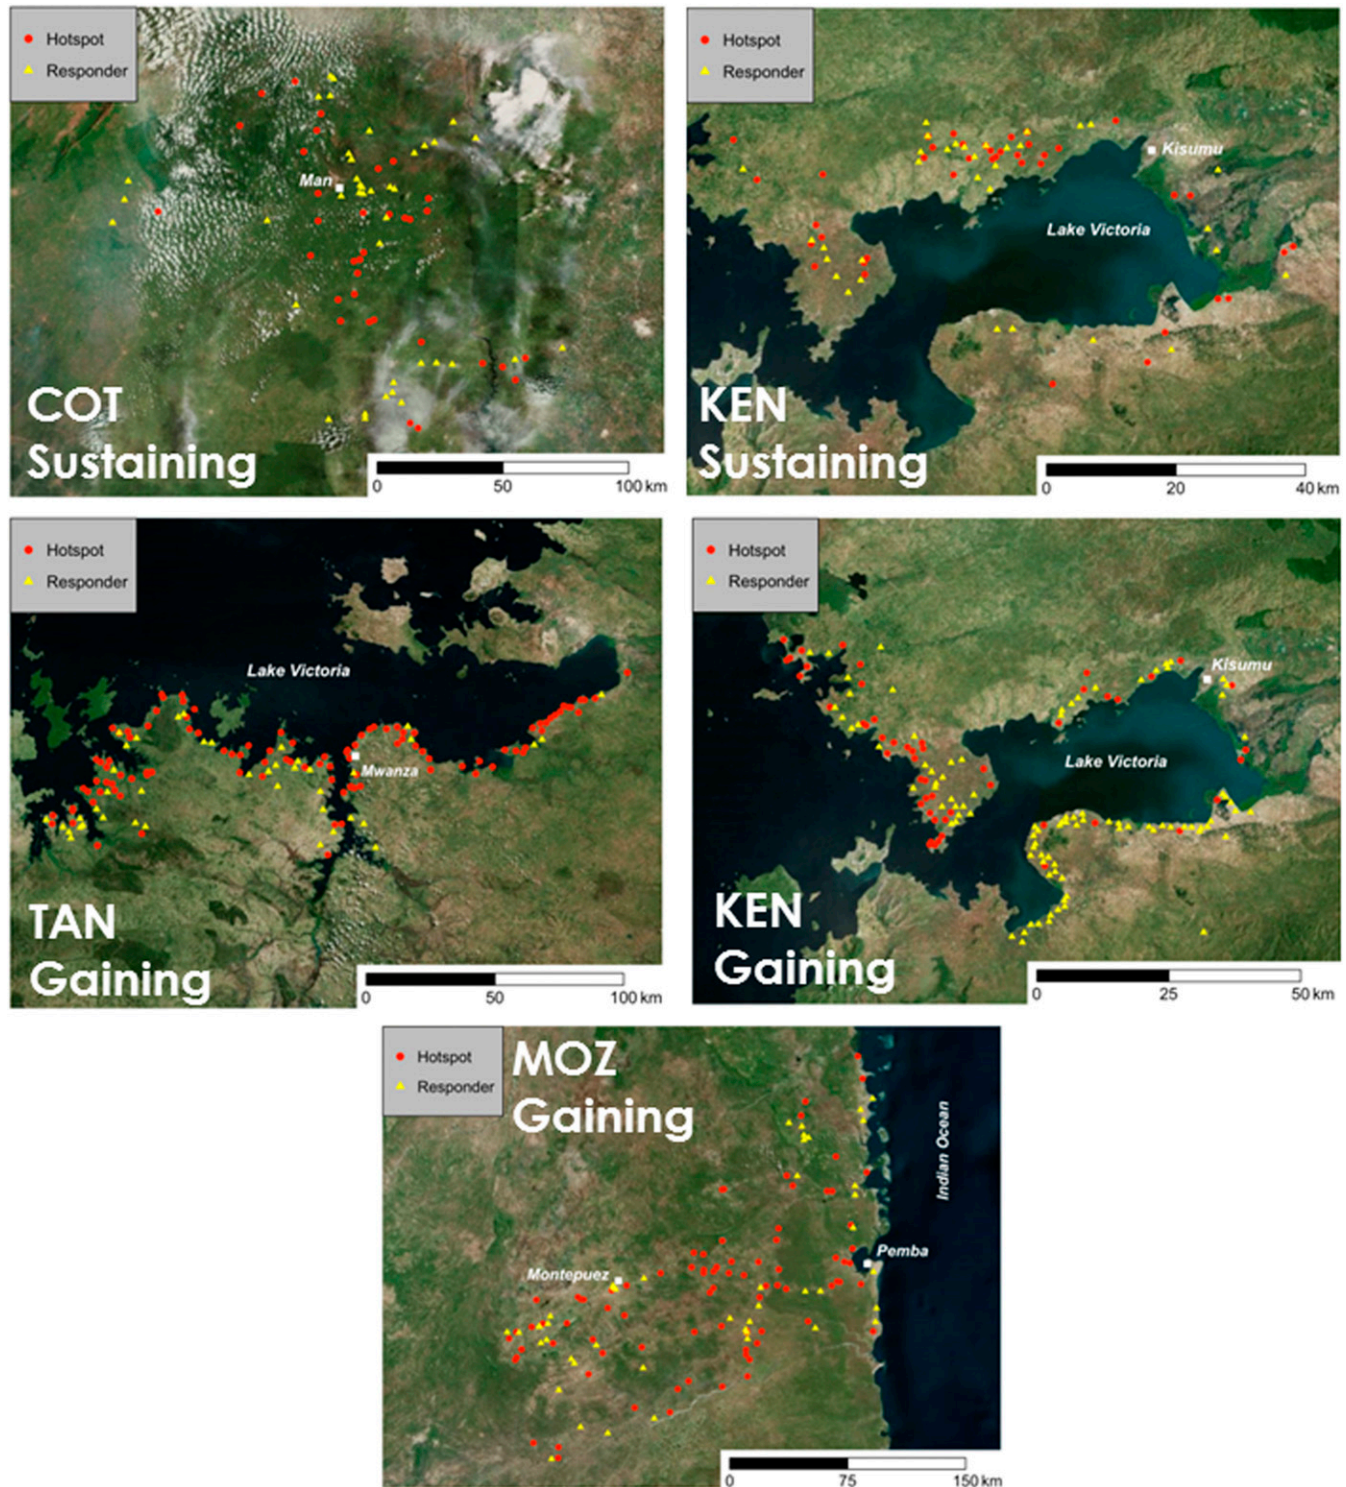 Hotspot
Responder
Man
COT
Sustaining
0 50 100 km
Hotspot
Responder
Kisumu
Lake Victoria
KEN
Sustaining
0 20 40 km
Hotspot
Responder
Lake Victoria
Mwanza
TAN
Gaining
0 50 100 km
Hotspot
Responder
Kisumu
Lake Victoria
KEN
Gaining
0 25 50 km
Hotspot
Responder
MOZ
Gaining
Indian Ocean
Pemba
Montepuez
0 75 150 km